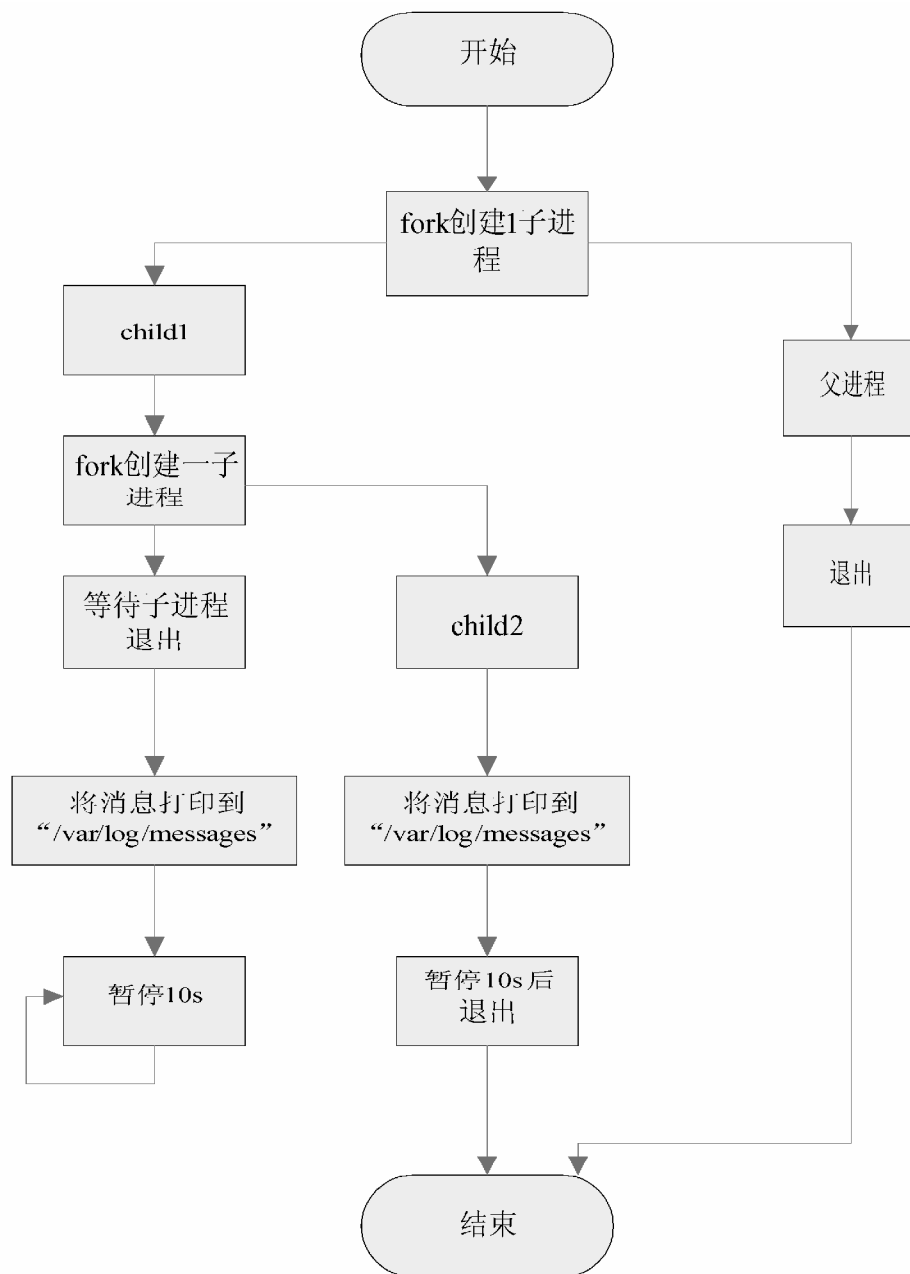 开始
fork创建1子进
程
child1
父进程
fork创建一子
进程
退出
等待子进程
退出
child2
将消息打印到
“/var/log/messages”
将消息打印到
“/var/log/messages”
暂停10s
暂停10s后
退出
结束